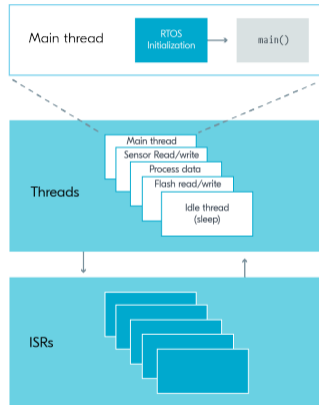 Main thread
RTOS
Initialization
main()
Threads
Main thread
Sensor Read/write
Process data
Flash read/write
Idle thread
(sleep)
ISRs